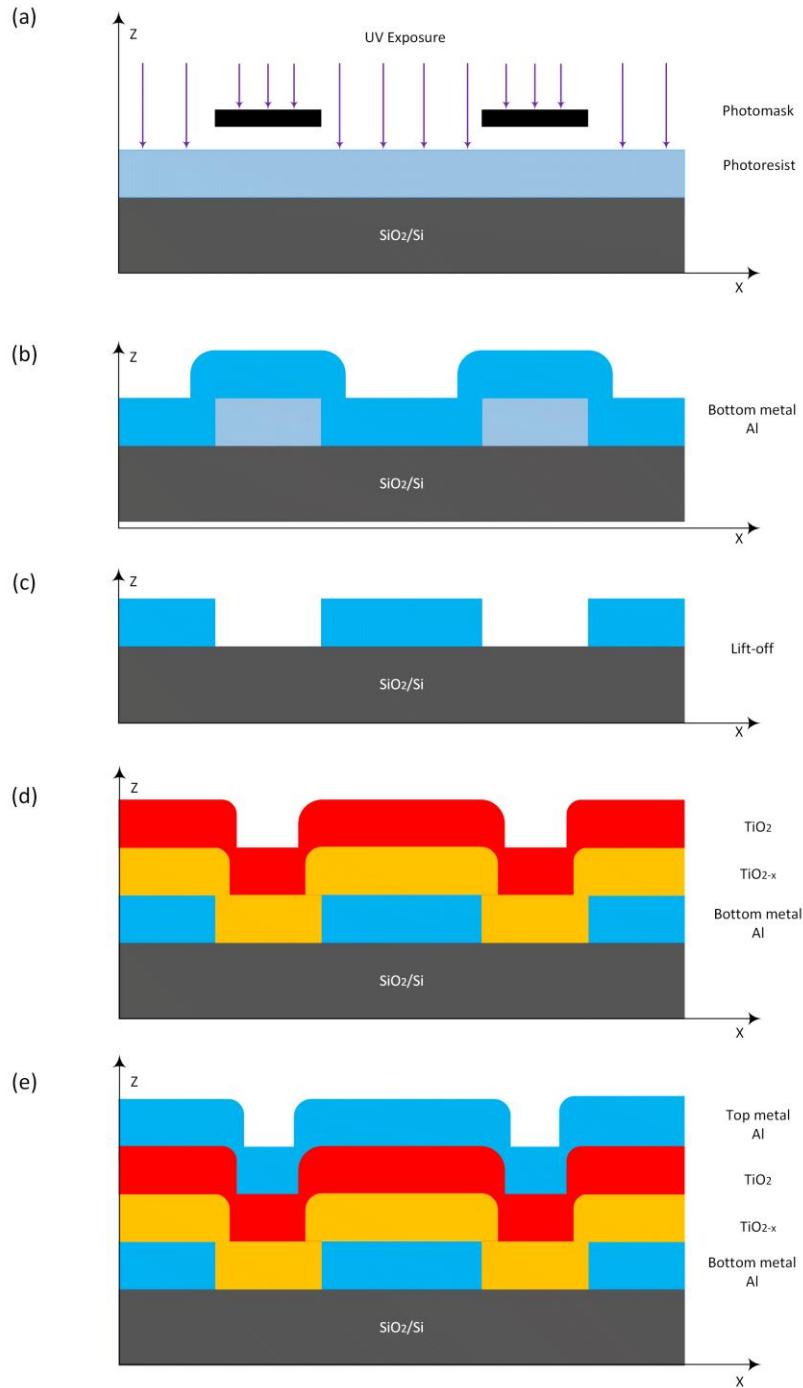 (a)
Z
UV Exposure
Photomask
Photoresist
SiO2/Si
X
(b)
Z
Bottom metal
Al
SiO2/Si
X
(c)
Z
Lift-off
SiO2/Si
X
(d)
Z
TiO2
TiO2-x
Bottom metal
Al
SiO2/Si
X
(e)
Z
Top metal
Al
TiO2
TiO2-x
Bottom metal
Al
SiO2/Si
X